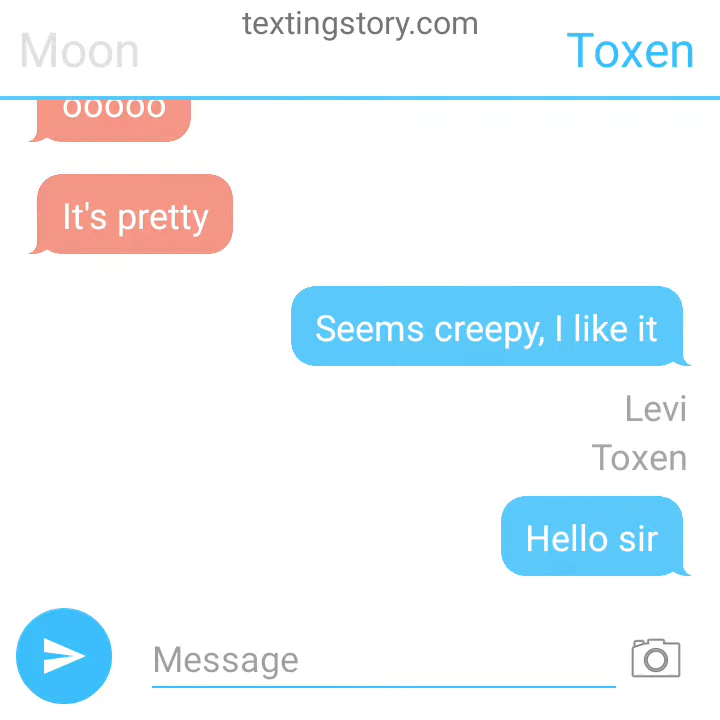 textingstory.com
Moon
Toxen
ooooo
It's pretty
Seems creepy, I like it
Levi
Toxen
Hello sir
Message